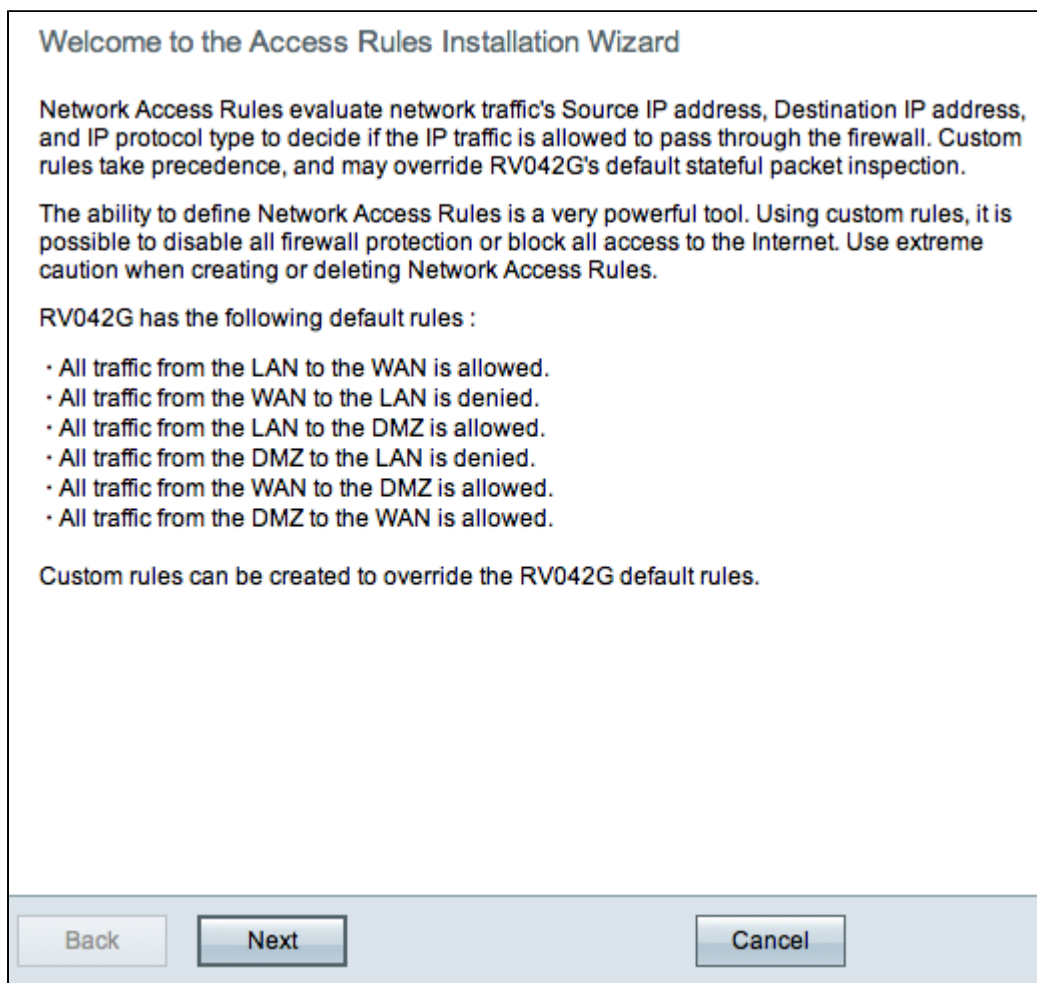 Welcome to the Access Rules Installation Wizard
Network Access Rules evaluate network traffic's Source IP address, Destination IP address,
and IP protocol type to decide if the IP traffic is allowed to pass through the firewall. Custom
rules take precedence, and may override RV042G's default stateful packet inspection.
The ability to define Network Access Rules is a very powerful tool. Using custom rules, it is
possible to disable all firewall protection or block all access to the Internet. Use extreme
caution when creating or deleting Network Access Rules.
RV042G has the following default rules :
· All traffic from the LAN to the WAN is allowed.
· All traffic from the WAN to the LAN is denied.
· All traffic from the LAN to the DMZ is allowed.
· All traffic from the DMZ to the LAN is denied.
· All traffic from the WAN to the DMZ is allowed.
· All traffic from the DMZ to the WAN is allowed.
Custom rules can be created to override the RV042G default rules.
Back Next Cancel